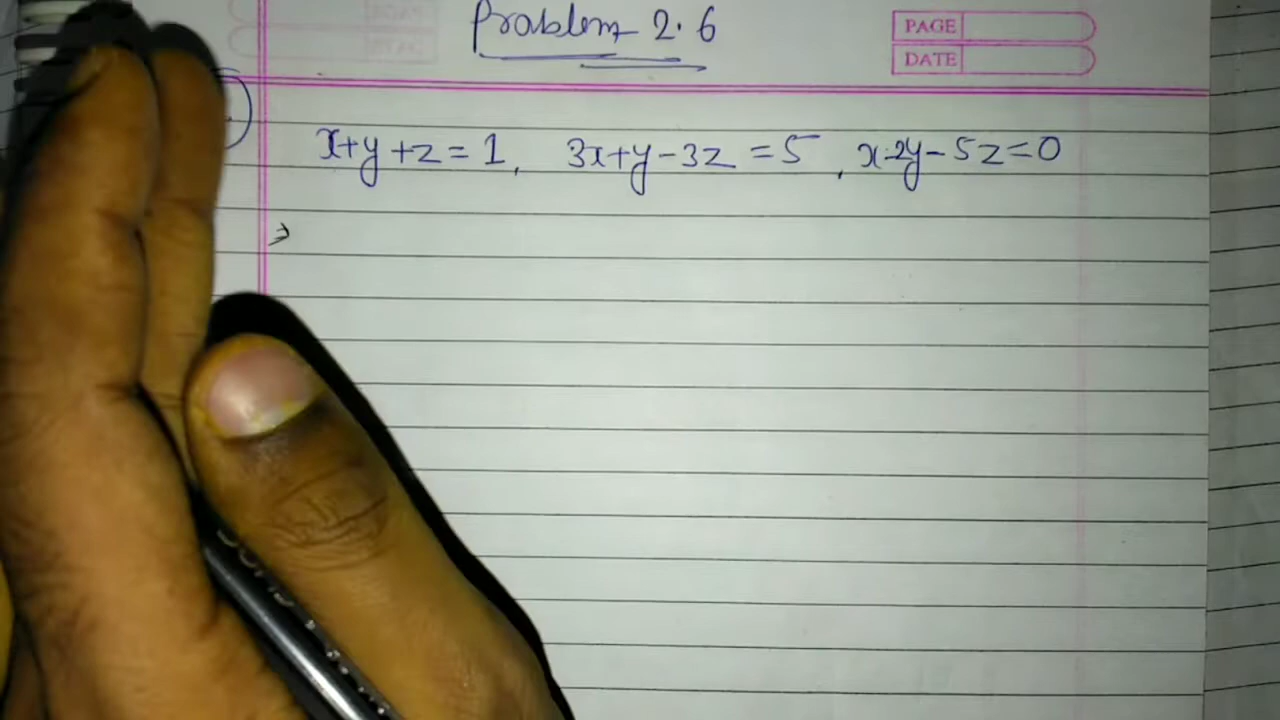 Problem 2.6
PAGE
DATE
x+y+z=1, 3x+y-3z=5, x-2y-5z=0
⇒